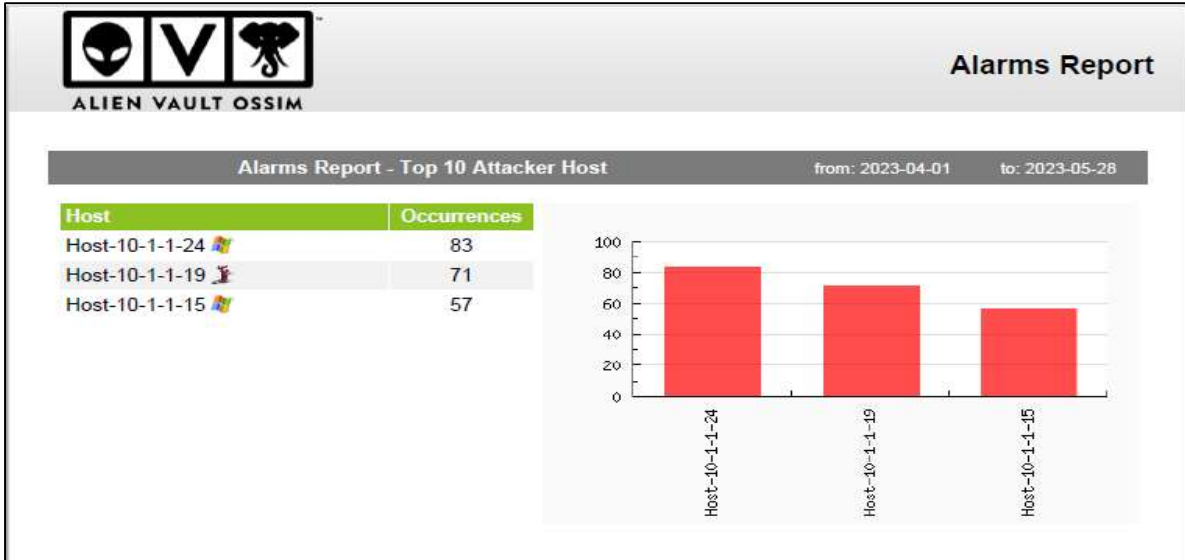 ALIEN VAULT OSSIM
Alarms Report
Alarms Report - Top 10 Attacker Host from: 2023-04-01 to: 2023-05-28
Host Occurrences
Host-10-1-1-24 83
Host-10-1-1-19 71
Host-10-1-1-15 57
100
80
60
40
20
0
Host-10-1-1-24
Host-10-1-1-19
Host-10-1-1-15